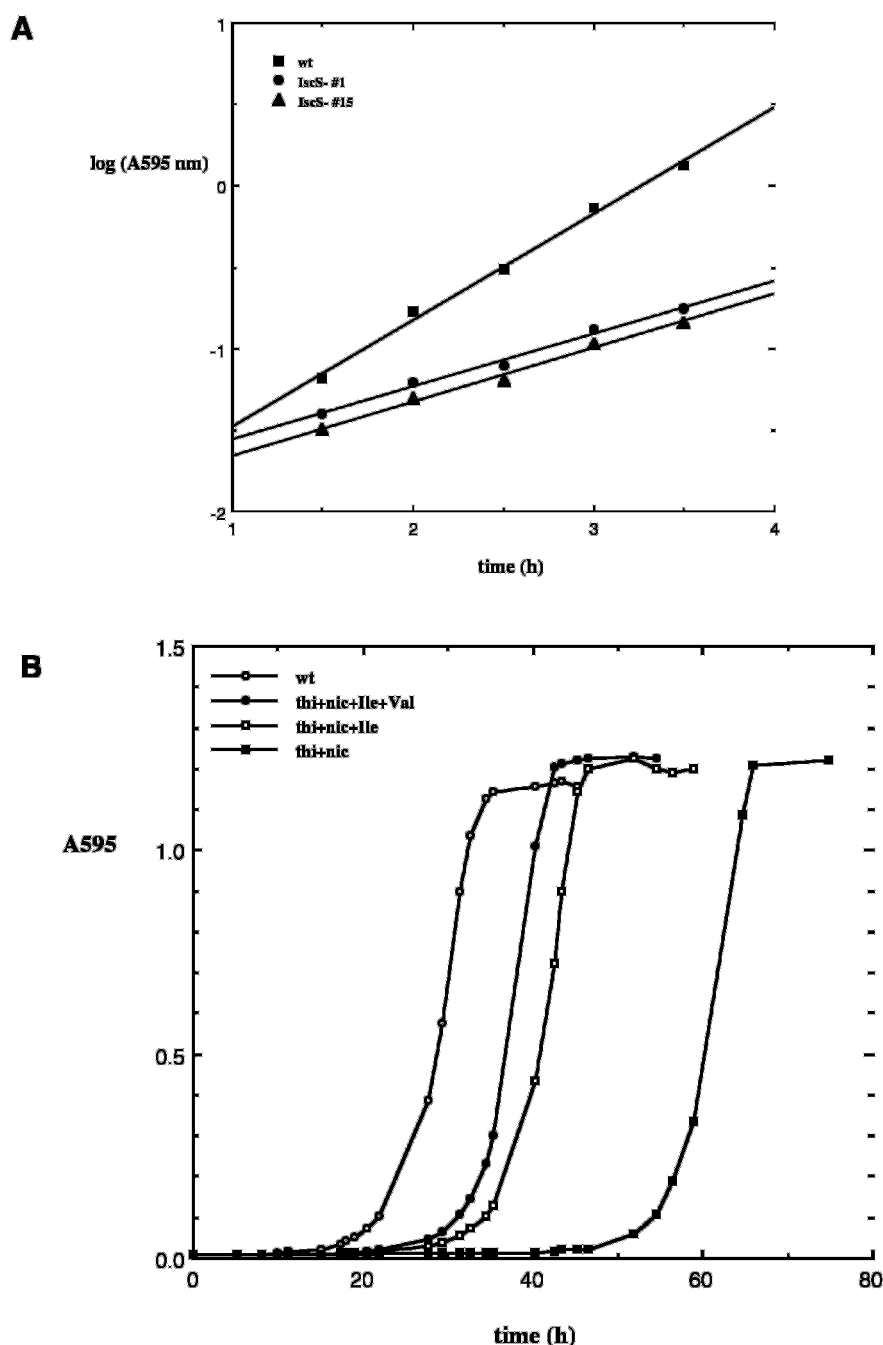 A
1
wt
IscS- #1
IscS- #15
log (A595 nm)
0
-1
-2
1
2
3
4
time (h)
B
1.5
wt
thi+nic+Ile+Val
thi+nic+Ile
thi+nic
A595
1.0
0.5
0.0
0
20
40
60
80
time (h)